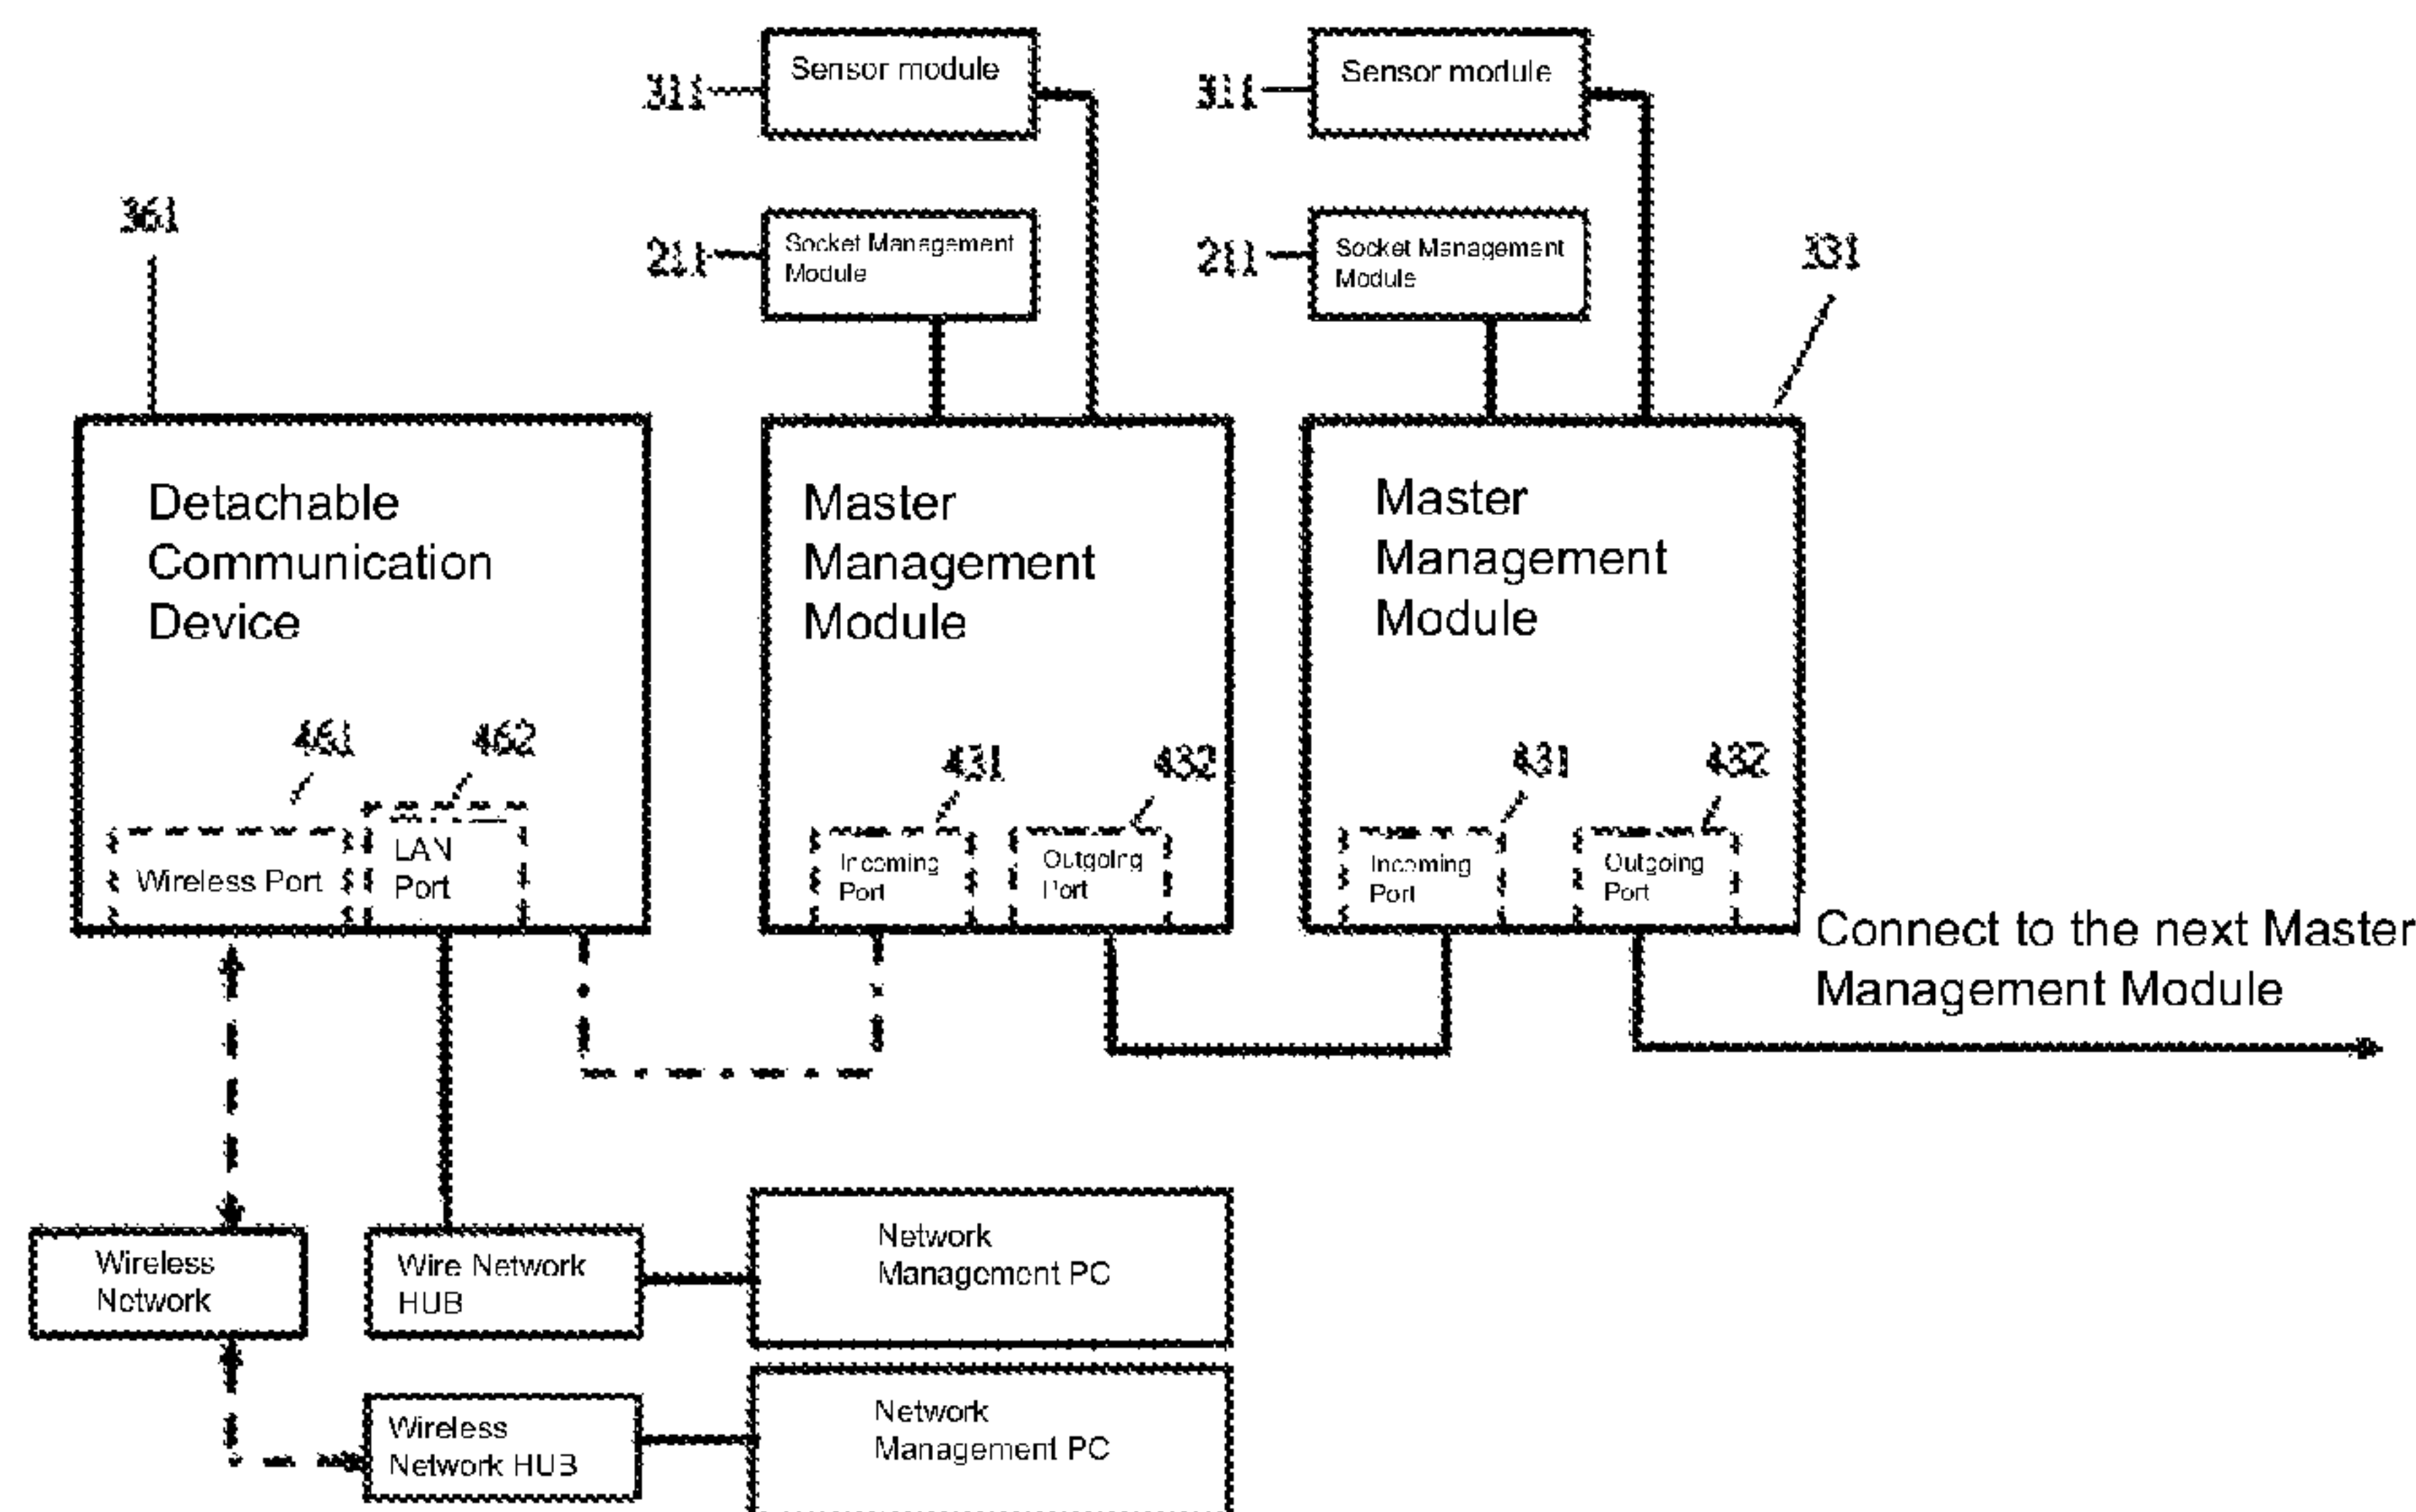 Sensor module
Sensor module
311
311
361
Socket Management
Module
Socket Management
Module
211
211
331
Detachable
Communication
Device
Master
Management
Module
Master
Management
Module
461
462
431
432
431
432
Wireless Port
LAN
Port
Incoming
Port
Outgoing
Port
Incoming
Port
Outgoing
Port
Connect to the next Master
Management Module
Wireless
Network
Wire Network
HUB
Network
Management PC
Wireless
Network HUB
Network
Management PC